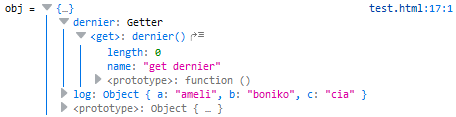 obj = ▼ {…} test.html:17:1
▼ dernier: Getter
▼ <get>: dernier()
length: 0
name: "get dernier"
▶ <prototype>: function ()
▶ log: Object { a: "ameli", b: "boniko", c: "cia" }
▶ <prototype>: Object { … }